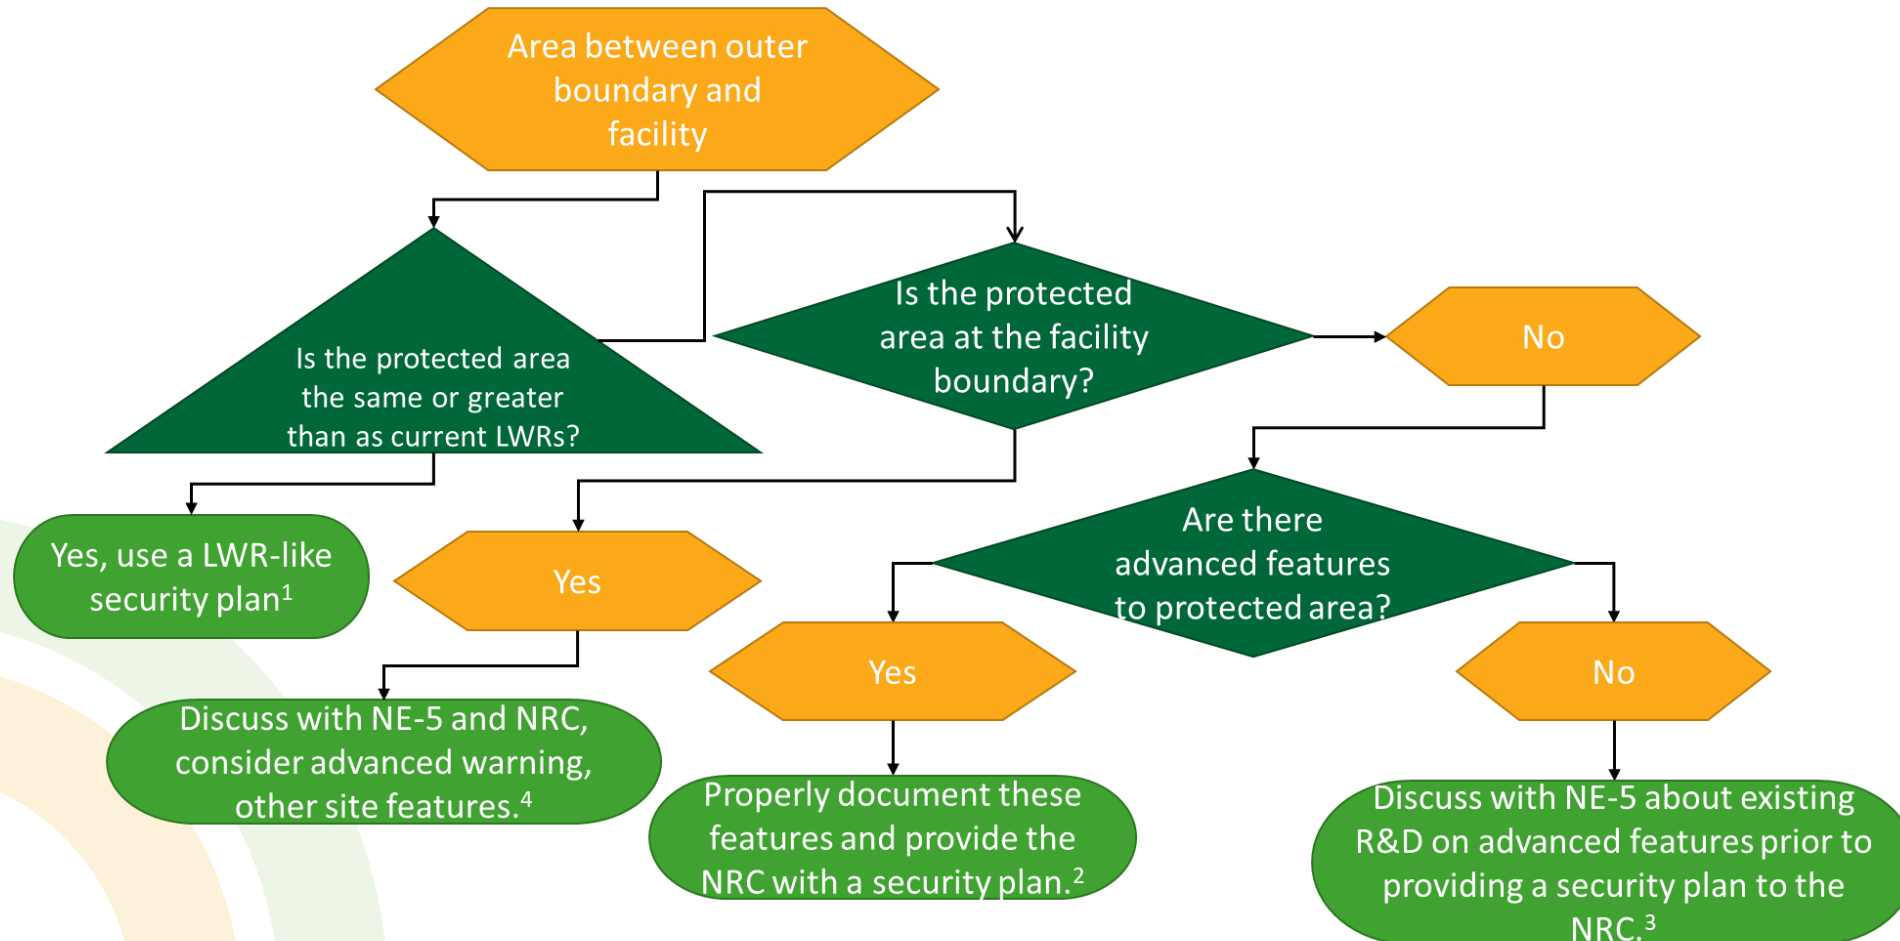 Area between outer
boundary and
facility
Is the protected area
the same or greater
than as current LWRs?
Is the protected
area at the facility
boundary?
No
Yes, use a LWR-like
security plan¹
Yes
Are there
advanced features
to protected area?
Yes
No
Discuss with NE-5 and NRC,
consider advanced warning,
other site features.⁴
Properly document these
features and provide the
NRC with a security plan.²
Discuss with NE-5 about existing
R&D on advanced features prior to
providing a security plan to the
NRC.³